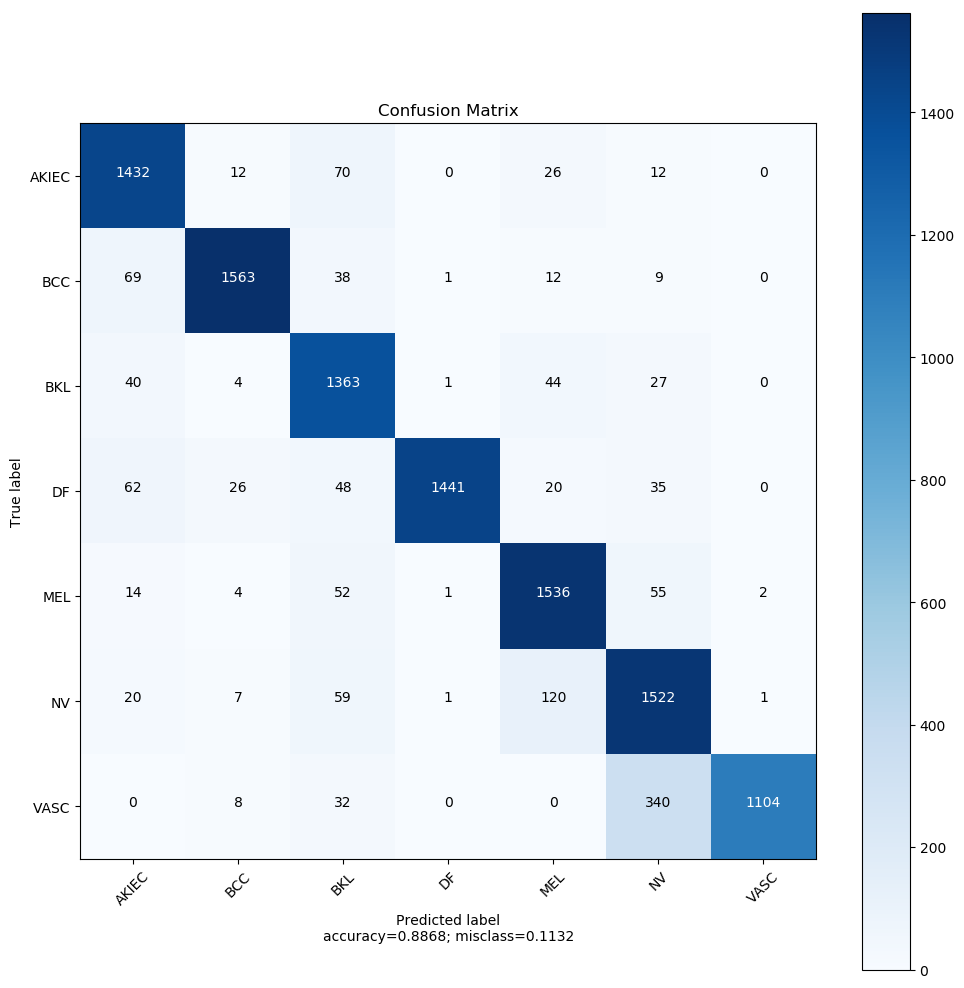 Confusion Matrix
AKIEC 1432 12 70 0 26 12 0
BCC 69 1563 38 1 12 9 0
BKL 40 4 1363 1 44 27 0
DF 62 26 48 1441 20 35 0
MEL 14 4 52 1 1536 55 2
NV 20 7 59 1 120 1522 1
VASC 0 8 32 0 0 340 1104
True label
AKIEC BCC BKL DF MEL NV VASC
Predicted label
accuracy=0.8868; misclass=0.1132
1400
1200
1000
800
600
400
200
0